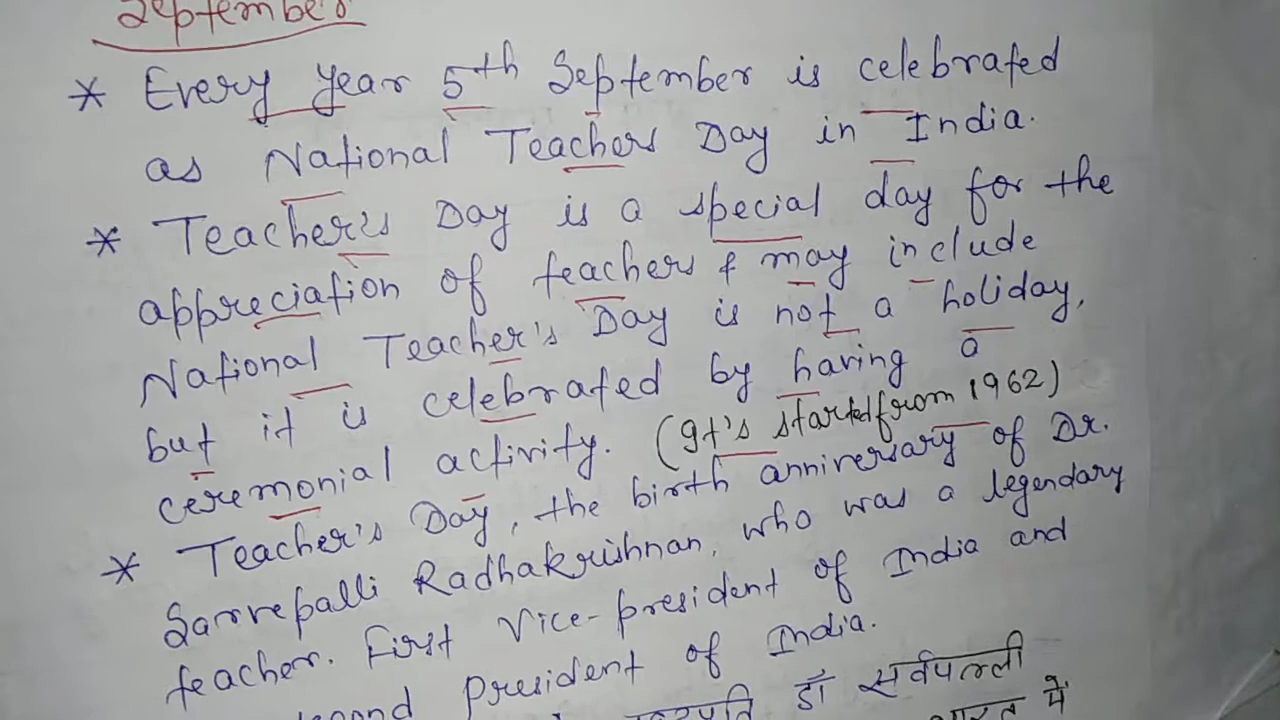 September
* Every year 5th September is celebrated
as National Teachers Day in India.
* Teacher's Day is a special day for the
appreciation of teachers & may include
National Teacher's Day is not a holiday,
but it is celebrated by having a
ceremonial activity. (It's started from 1962)
* Teacher's Day, the birth anniversary of Dr.
Sarvepalli Radhakrishnan, who was a legendary
teacher. First Vice-president of India and
president of India.
डॉ सर्वपल्ली
भारत में